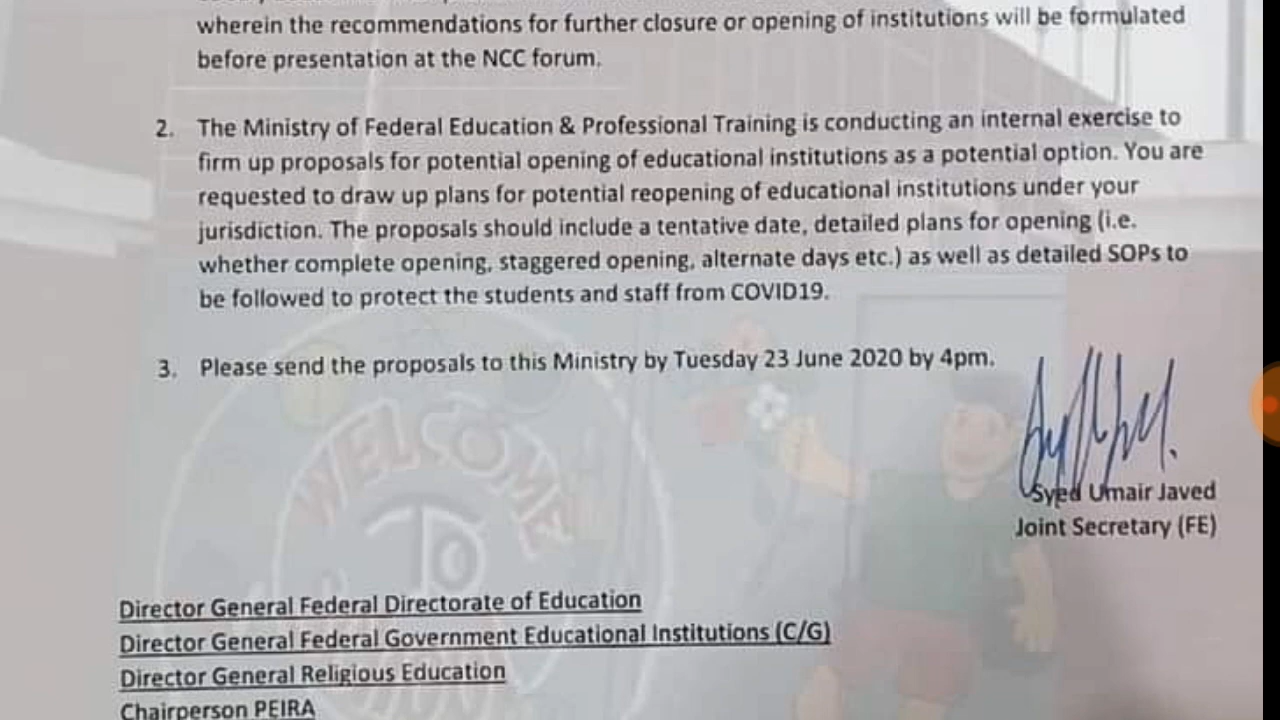 wherein the recommendations for further closure or opening of institutions will be formulated
before presentation at the NCC forum.
2. The Ministry of Federal Education & Professional Training is conducting an internal exercise to
firm up proposals for potential opening of educational institutions as a potential option. You are
requested to draw up plans for potential reopening of educational institutions under your
jurisdiction. The proposals should include a tentative date, detailed plans for opening (i.e.
whether complete opening, staggered opening, alternate days etc.) as well as detailed SOPs to
be followed to protect the students and staff from COVID19.
3. Please send the proposals to this Ministry by Tuesday 23 June 2020 by 4pm.
Syed Umair Javed
Joint Secretary (FE)
WELCOME
TO
Director General Federal Directorate of Education
Director General Federal Government Educational Institutions (C/G)
Director General Religious Education
Chairperson PEIRA